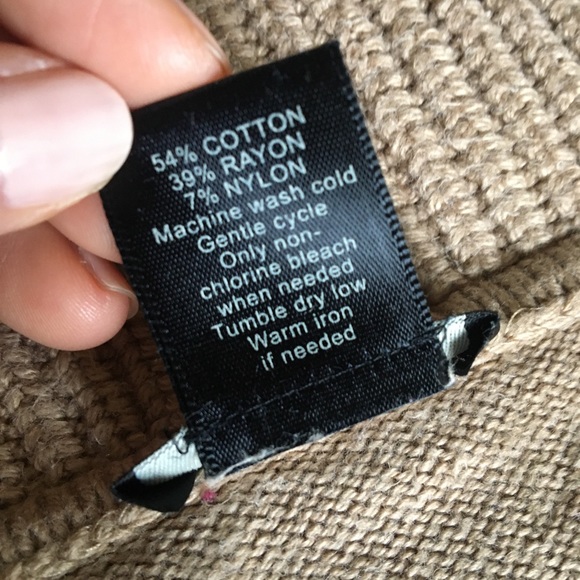 54% COTTON
39% RAYON
7% NYLON
Machine wash cold
Gentle cycle
Only non-
chlorine bleach
when needed
Tumble dry low
Warm iron
if needed